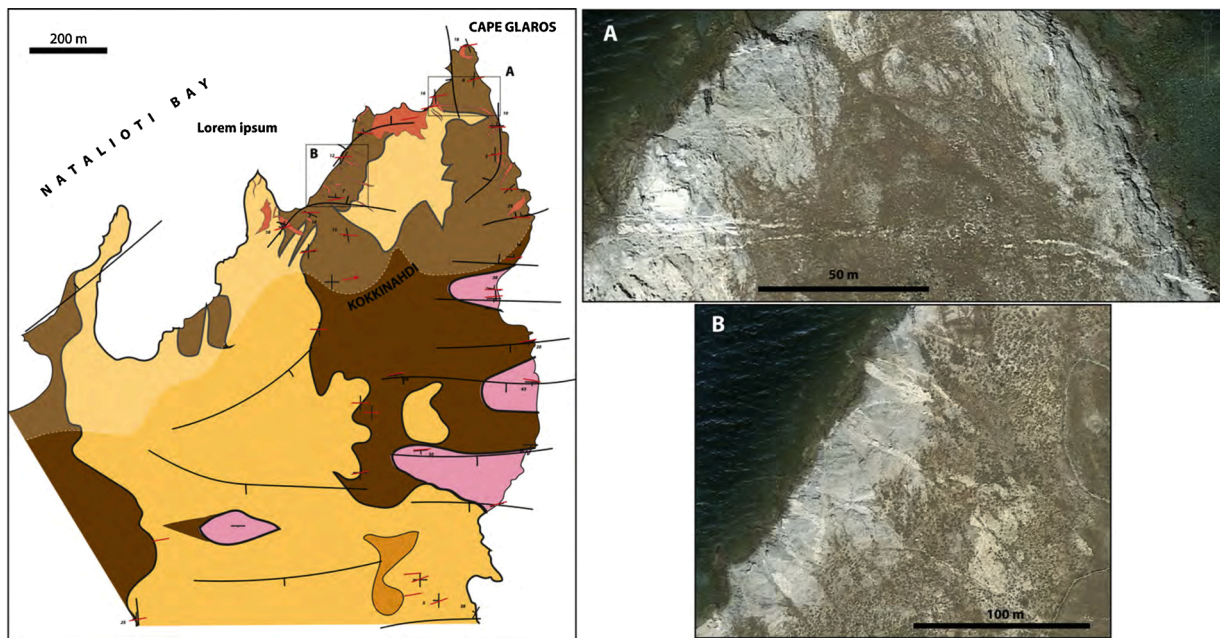 200 m
CAPE GLAROS
A
NATALIOTI BAY
Lorem ipsum
B
KOKKINAHDI
A
50 m
B
100 m